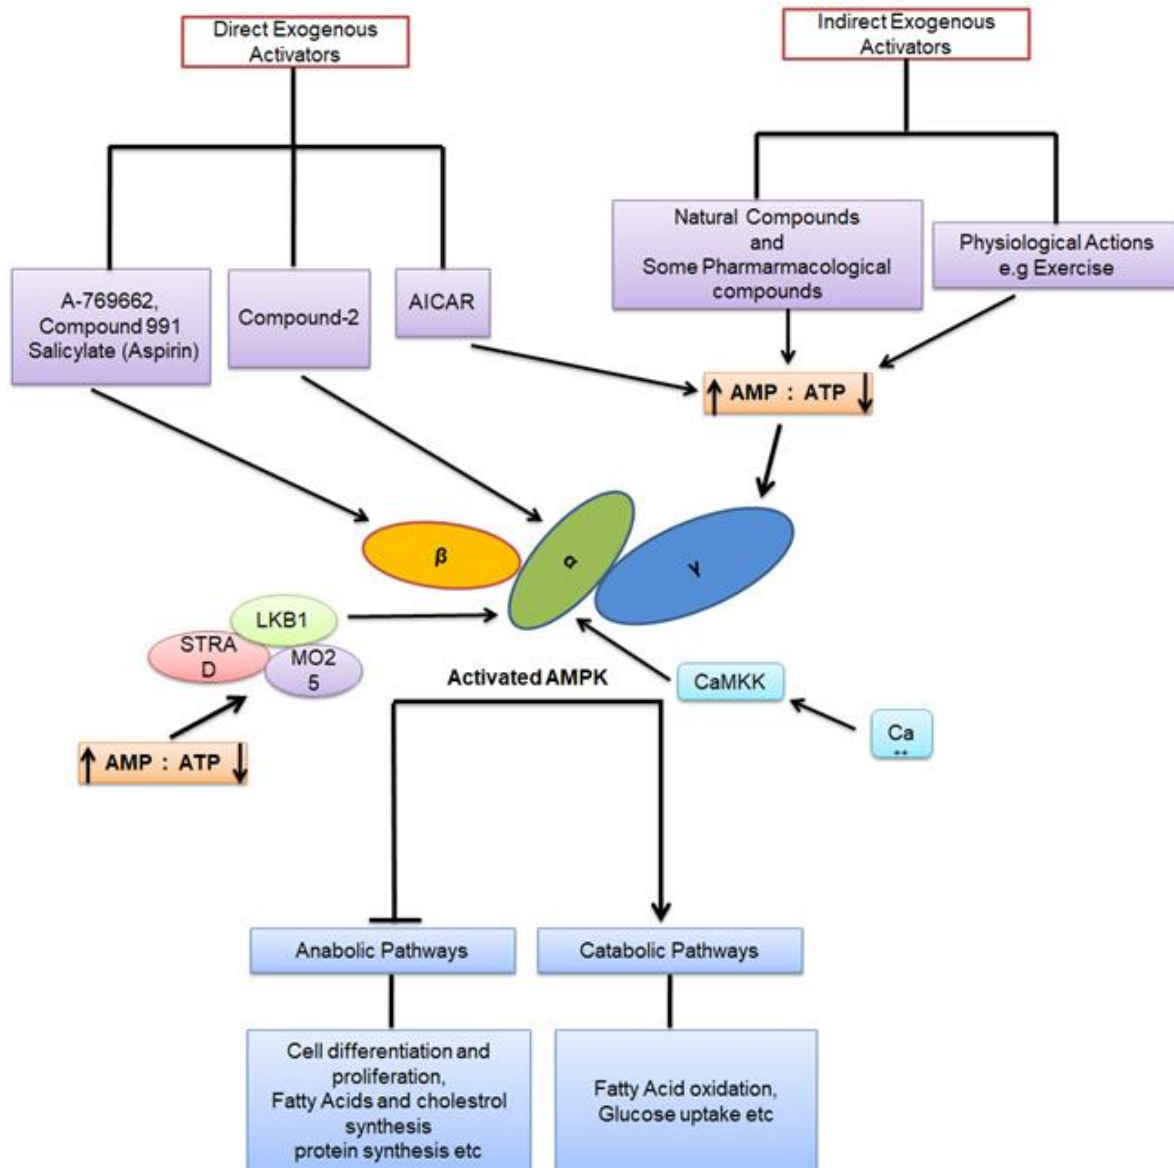 Direct Exogenous
Activators
Indirect Exogenous
Activators
Natural Compounds
and
Some Pharmarmacological
compounds
Physiological Actions
e.g Exercise
A-769662,
Compound 991
Salicylate (Aspirin)
Compound-2
AICAR
↑ AMP : ATP ↓
β
α
γ
LKB1
STRA
D
MO2
5
Activated AMPK
CaMKK
Ca
++
↑ AMP : ATP ↓
Anabolic Pathways
Catabolic Pathways
Cell differentiation and
proliferation,
Fatty Acids and cholestrol
synthesis
protein synthesis etc
Fatty Acid oxidation,
Glucose uptake etc